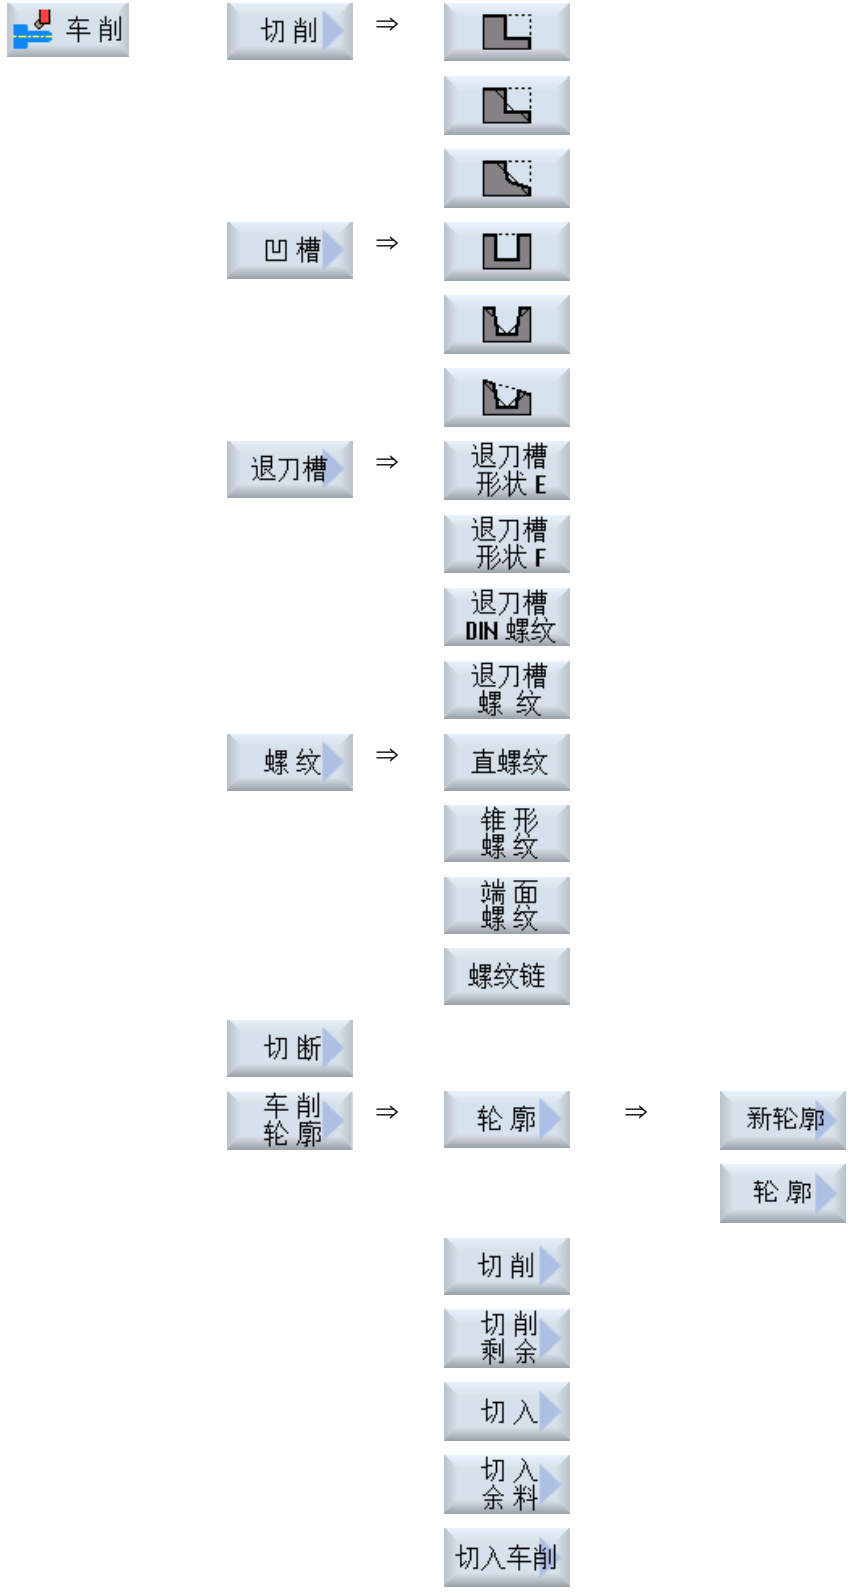 车削
切削 ⇒
凹槽 ⇒
退刀槽 ⇒
退刀槽
形状 E
退刀槽
形状 F
退刀槽
DIN 螺纹
退刀槽
螺纹
螺纹 ⇒
直螺纹
锥形
螺纹
端面
螺纹
螺纹链
切断
车削
轮廓 ⇒
轮廓 ⇒
新轮廓
轮廓
切削
切削
剩余
切入
切入
余料
切入车削